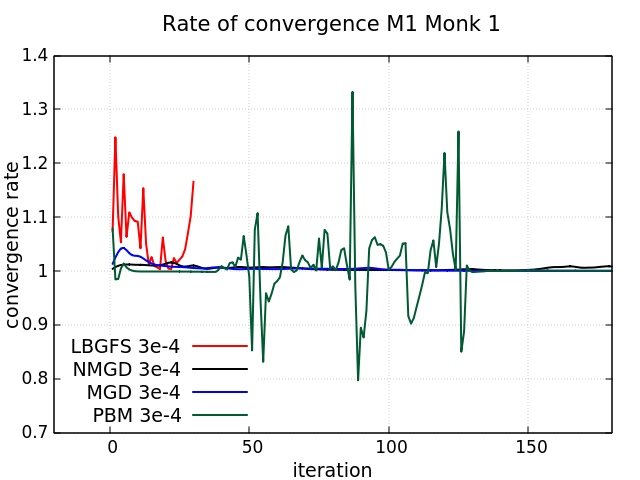 Rate of convergence M1 Monk 1
1.4
1.3
1.2
1.1
1
0.9
0.8
0.7
convergence rate
LBGFS 3e-4
NMGD 3e-4
MGD 3e-4
PBM 3e-4
0 50 100 150
iteration